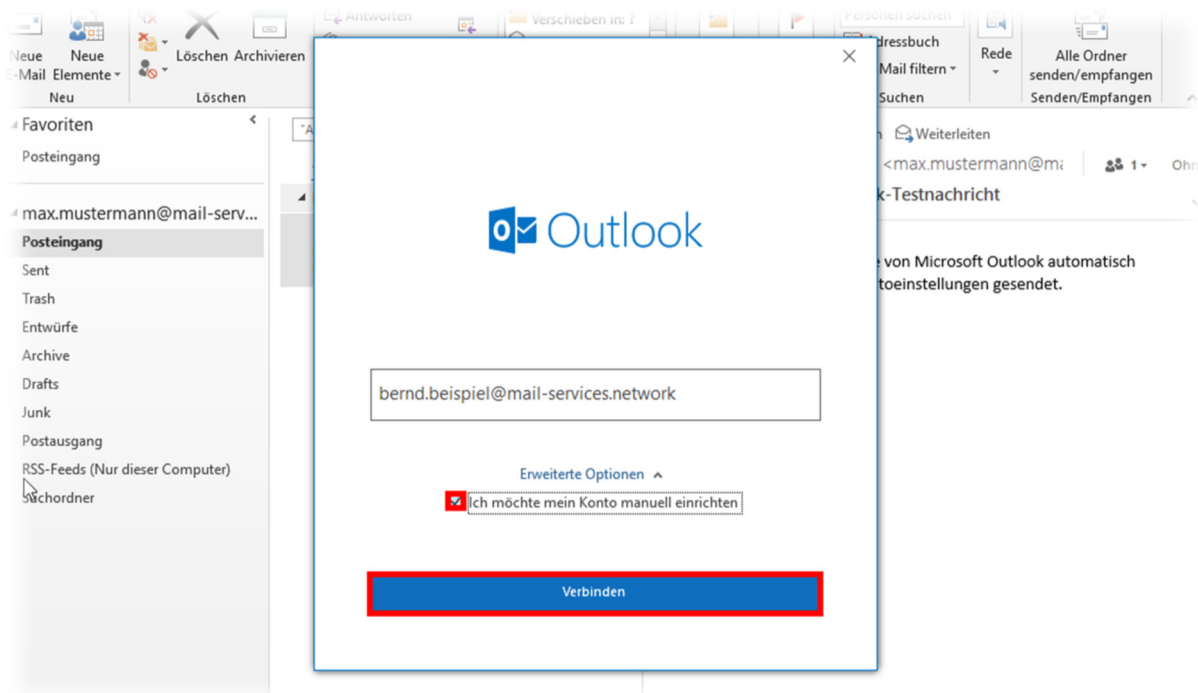 Antworten
Verschieben in: ?
Personen suchen
Neue
E-Mail
Neue
Elemente
Löschen
Archivieren
Adressbuch
E-Mail filtern
Rede
Alle Ordner
senden/empfangen
Neu
Löschen
Suchen
Senden/Empfangen
Favoriten
Posteingang
max.mustermann@mail-serv...
Posteingang
Sent
Trash
Entwürfe
Archive
Drafts
Junk
Postausgang
RSS-Feeds (Nur dieser Computer)
Suchordner
Outlook
bernd.beispiel@mail-services.network
Erweiterte Optionen
Ich möchte mein Konto manuell einrichten
Verbinden
Weiterleiten
<max.mustermann@ma
1
Ohn
k-Testnachricht
von Microsoft Outlook automatisch
toeinstellungen gesendet.